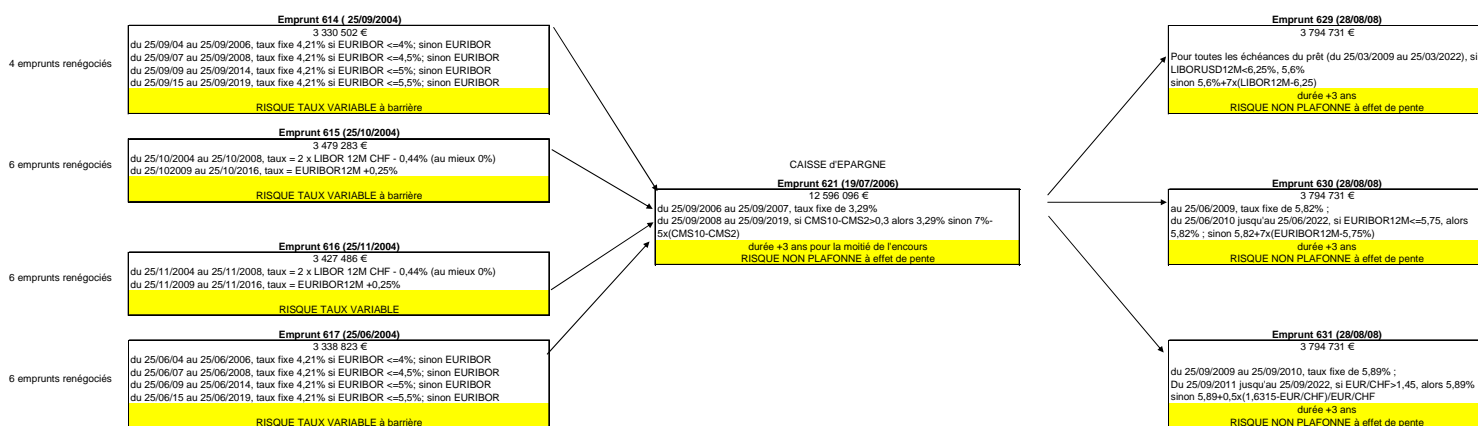 Emprunt 614 ( 25/09/2004)
3 330 502 €
4 emprunts renégociés
du 25/09/04 au 25/09/2006, taux fixe 4,21% si EURIBOR <=4%; sinon EURIBOR
du 25/09/07 au 25/09/2008, taux fixe 4,21% si EURIBOR <=4,5%; sinon EURIBOR
du 25/09/09 au 25/09/2014, taux fixe 4,21% si EURIBOR <=5%; sinon EURIBOR
du 25/09/15 au 25/09/2019, taux fixe 4,21% si EURIBOR <=5,5%; sinon EURIBOR
RISQUE TAUX VARIABLE à barrière
Emprunt 615 (25/10/2004)
3 479 283 €
6 emprunts renégociés
du 25/10/2004 au 25/10/2008, taux = 2 x LIBOR 12M CHF - 0,44% (au mieux 0%)
du 25/102009 au 25/10/2016, taux = EURIBOR12M +0,25%
RISQUE TAUX VARIABLE à barrière
Emprunt 616 (25/11/2004)
3 427 486 €
6 emprunts renégociés
du 25/11/2004 au 25/11/2008, taux = 2 x LIBOR 12M CHF - 0,44% (au mieux 0%)
du 25/11/2009 au 25/11/2016, taux = EURIBOR12M +0,25%
RISQUE TAUX VARIABLE
Emprunt 617 (25/06/2004)
3 338 823 €
6 emprunts renégociés
du 25/06/04 au 25/06/2006, taux fixe 4,21% si EURIBOR <=4%; sinon EURIBOR
du 25/06/07 au 25/06/2008, taux fixe 4,21% si EURIBOR <=4,5%; sinon EURIBOR
du 25/06/09 au 25/06/2014, taux fixe 4,21% si EURIBOR <=5%; sinon EURIBOR
du 25/06/15 au 25/06/2019, taux fixe 4,21% si EURIBOR <=5,5%; sinon EURIBOR
RISQUE TAUX VARIABLE à barrière
CAISSE d'EPARGNE
Emprunt 621 (19/07/2006)
12 596 096 €
du 25/09/2006 au 25/09/2007, taux fixe de 3,29%
du 25/09/2008 au 25/09/2019, si CMS10-CMS2>0,3 alors 3,29% sinon 7%-
5x(CMS10-CMS2)
durée +3 ans pour la moitié de l'encours
RISQUE NON PLAFONNE à effet de pente
Emprunt 629 (28/08/08)
3 794 731 €
Pour toutes les échéances du prêt (du 25/03/2009 au 25/03/2022), si
LIBORUSD12M<6,25%, 5,6%
sinon 5,6%+7x(LIBOR12M-6,25)
durée +3 ans
RISQUE NON PLAFONNE à effet de pente
Emprunt 630 (28/08/08)
3 794 731 €
au 25/06/2009, taux fixe de 5,82% ;
du 25/06/2010 jusqu'au 25/06/2022, si EURIBOR12M<=5,75, alors
5,82% ; sinon 5,82+7x(EURIBOR12M-5,75%)
durée +3 ans
RISQUE NON PLAFONNE à effet de pente
Emprunt 631 (28/08/08)
3 794 731 €
du 25/09/2009 au 25/09/2010, taux fixe de 5,89% ;
Du 25/09/2011 jusqu'au 25/09/2022, si EUR/CHF>1,45, alors 5,89%
sinon 5,89+0,5x(1,6315-EUR/CHF)/EUR/CHF
durée +3 ans
RISQUE NON PLAFONNE à effet de pente